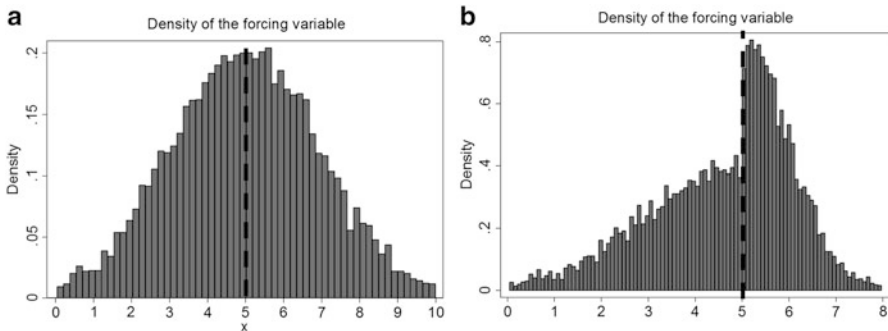 a
Density of the forcing variable
Density
.2
.15
.1
.05
0
0 1 2 3 4 5 6 7 8 9 10
x
b
Density of the forcing variable
Density
.8
.6
.4
.2
0
0 1 2 3 4 5 6 7 8